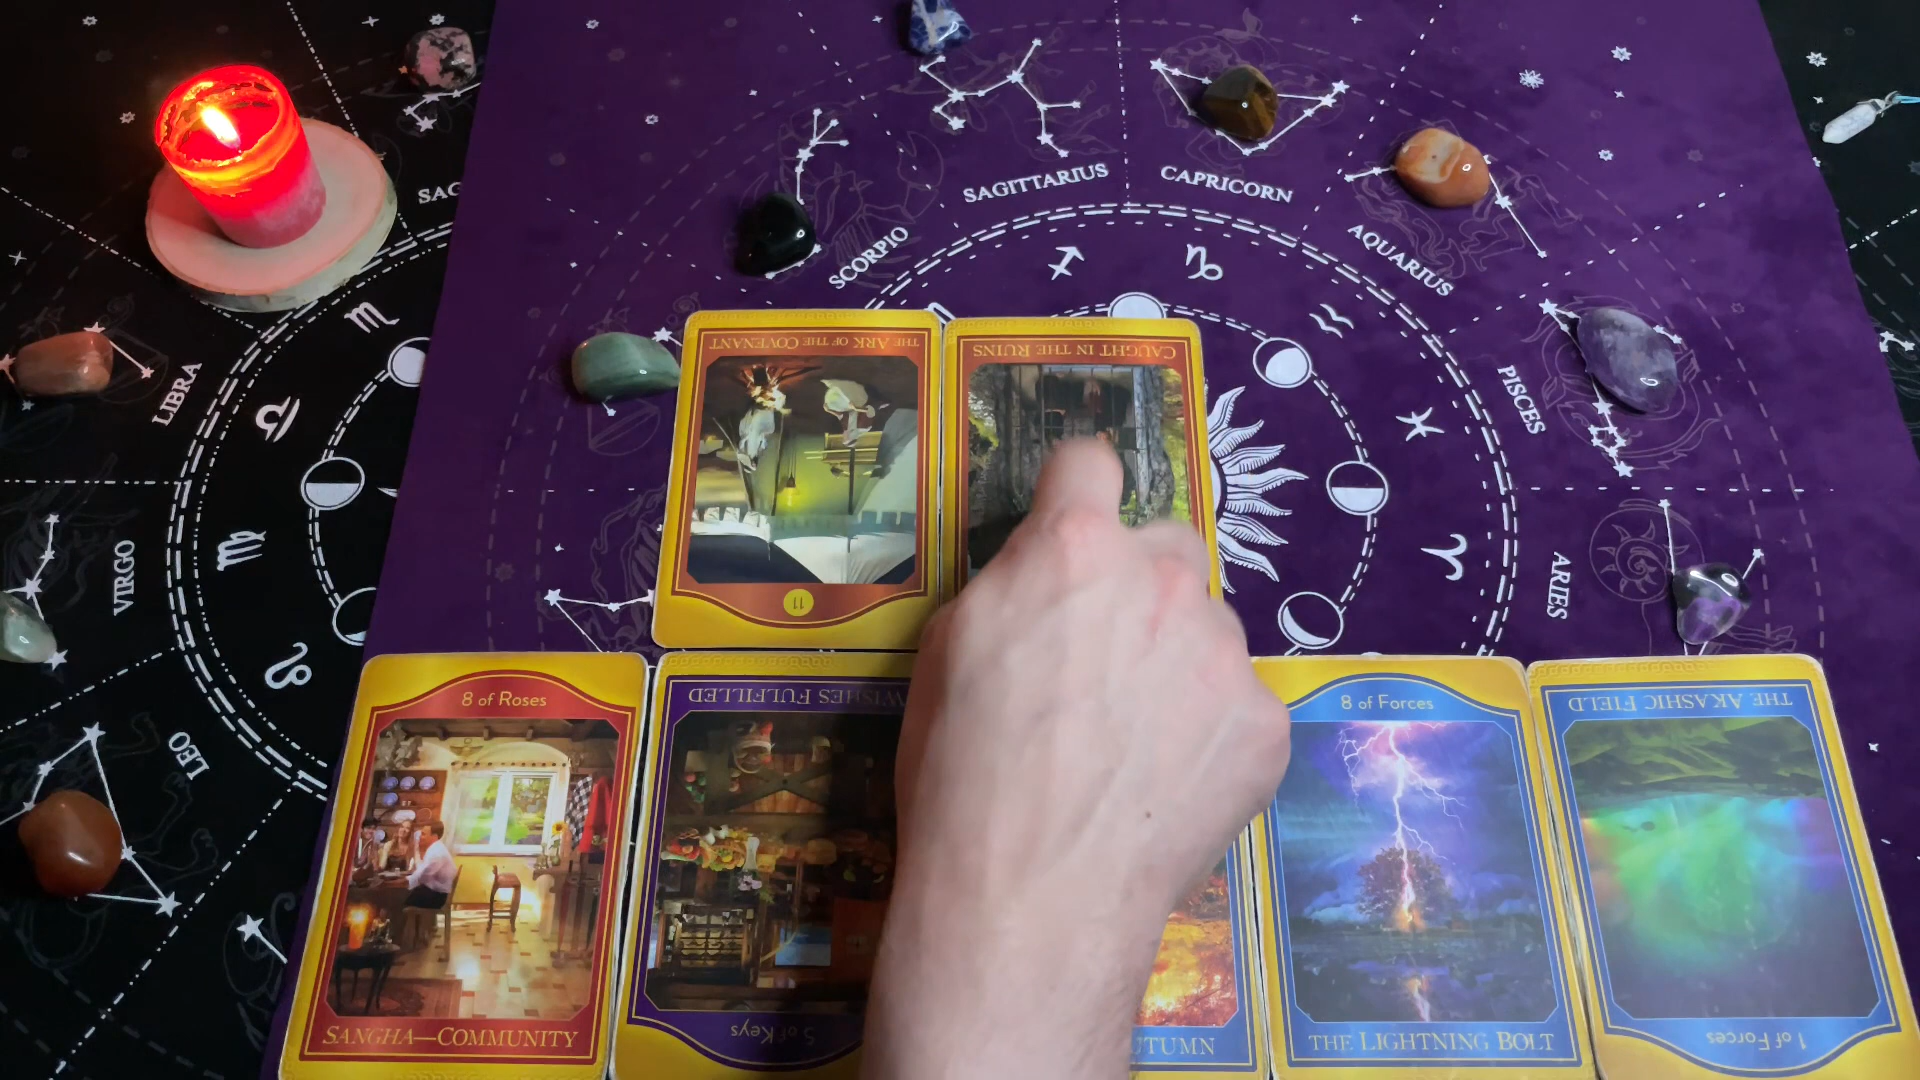 SAGITTARIUS
CAPRICORN
SAG
SCORPIO
AQUARIUS
LIBRA
PISCES
VIRGO
ARIES
LEO
THE ARK OF THE COVENANT
11
CAUGHT IN THE RUINS
8 of Roses
SANGHA—COMMUNITY
WISHES FULFILLED
5 of Keys
UTUMN
8 of Forces
THE LIGHTNING BOLT
THE AKASHIC FIELD
1 of Forces